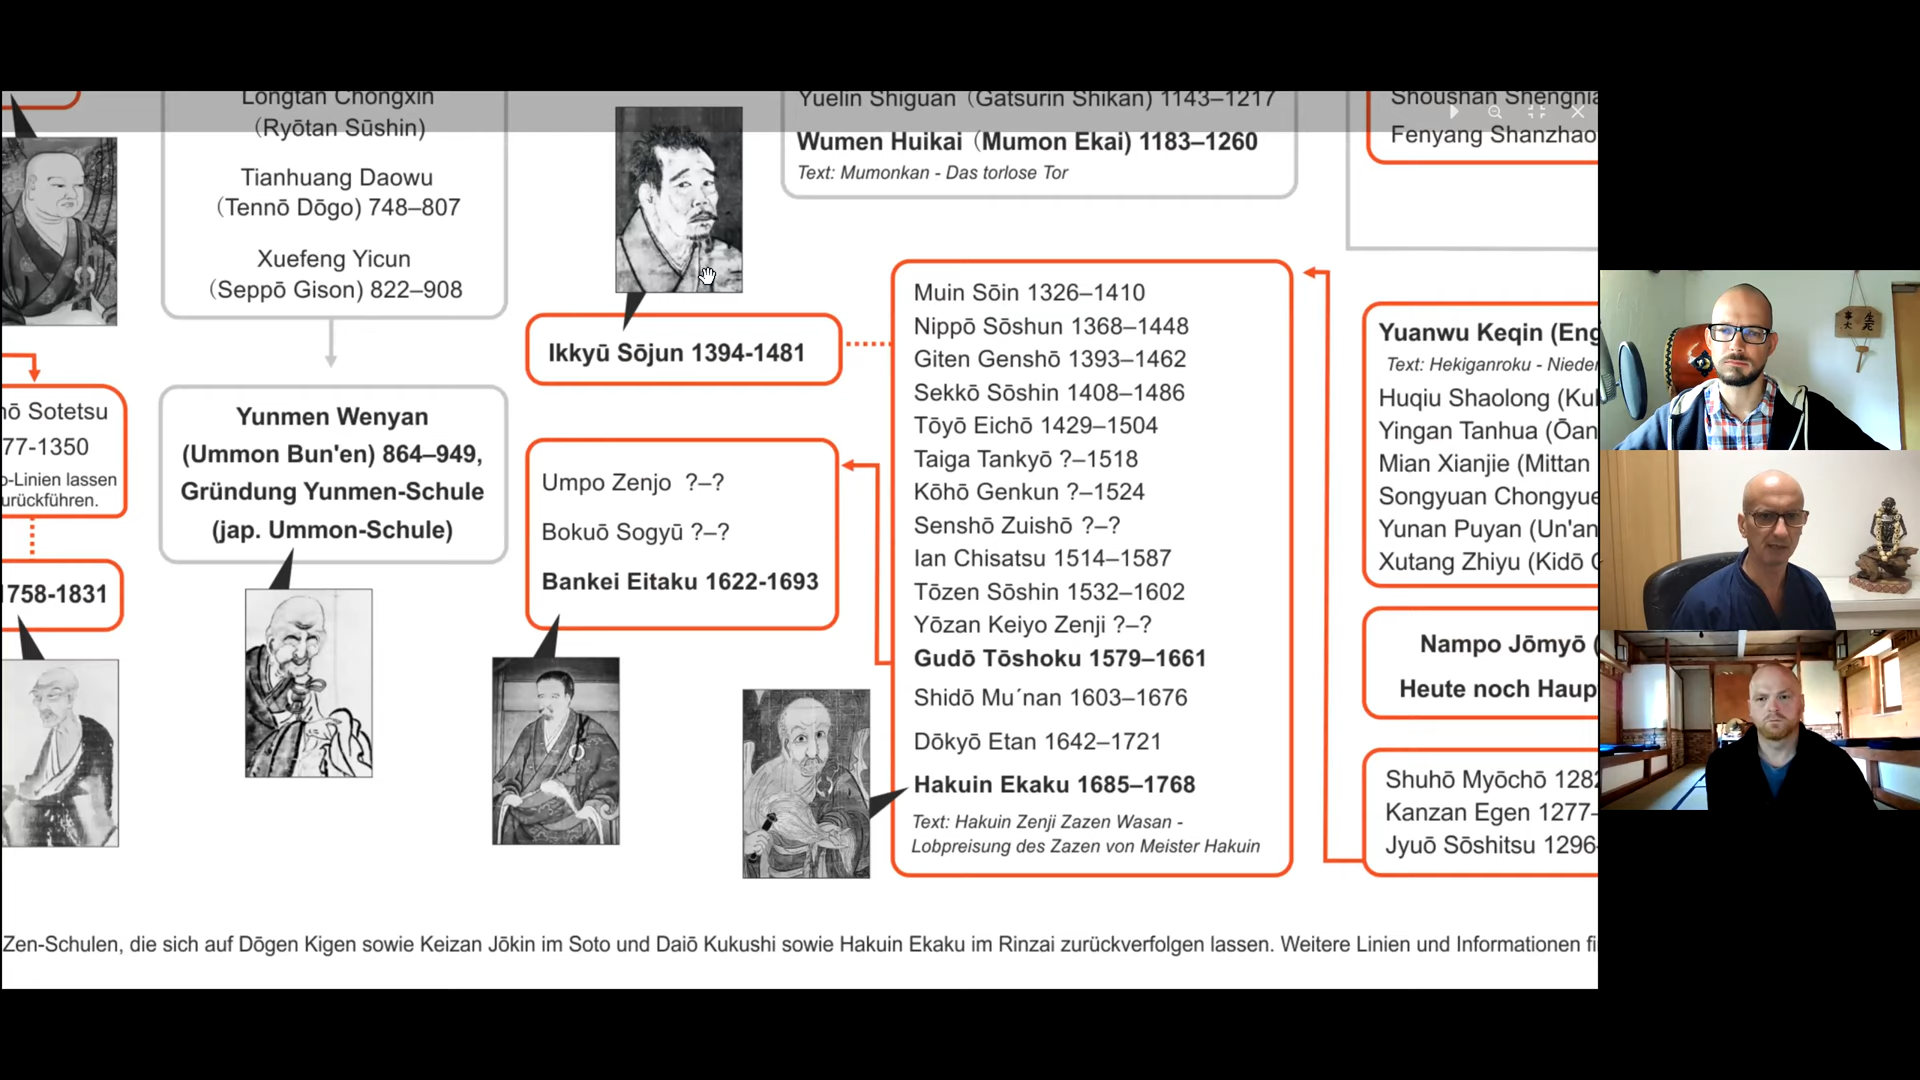 Longtan Chongxin
(Ryōtan Sūshin)
Tianhuang Daowu
(Tennō Dōgo) 748–807
Xuefeng Yicun
(Seppō Gison) 822–908
Yunmen Wenyan
(Ummon Bun'en) 864–949,
Gründung Yunmen-Schule
(jap. Ummon-Schule)
Sotetsu
77-1350
o-Linien lassen
urückführen.
1758-1831
Ikkyū Sōjun 1394-1481
Umpo Zenjo ?–?
Bokuō Sogyū ?–?
Bankei Eitaku 1622-1693
Yuelin Shiguan (Gatsurin Shikan) 1143–1217
Wumen Huikai (Mumon Ekai) 1183–1260
Text: Mumonkan - Das torlose Tor
Muin Sōin 1326–1410
Nippō Sōshun 1368–1448
Giten Genshō 1393–1462
Sekkō Sōshin 1408–1486
Tōyō Eichō 1429–1504
Taiga Tankyō ?–1518
Kōhō Genkun ?–1524
Senshō Zuishō ?–?
Ian Chisatsu 1514–1587
Tōzen Sōshin 1532–1602
Yōzan Keiyo Zenji ?–?
Gudō Tōshoku 1579–1661
Shidō Mu´nan 1603–1676
Dōkyō Etan 1642–1721
Hakuin Ekaku 1685–1768
Text: Hakuin Zenji Zazen Wasan -
Lobpreisung des Zazen von Meister Hakuin
Shoushan Shengnia
Fenyang Shanzhao
Yuanwu Keqin (Eng
Text: Hekiganroku - Nieder
Huqiu Shaolong (Ku
Yingan Tanhua (Ōan
Mian Xianjie (Mittan
Songyuan Chongyue
Yunan Puyan (Un'an
Xutang Zhiyu (Kidō
Nampo Jōmyō (
Heute noch Haup
Shuhō Myōchō 1282
Kanzan Egen 1277–
Jyuō Sōshitsu 1296
Zen-Schulen, die sich auf Dōgen Kigen sowie Keizan Jōkin im Soto und Daiō Kukushi sowie Hakuin Ekaku im Rinzai zurückverfolgen lassen. Weitere Linien und Informationen fi